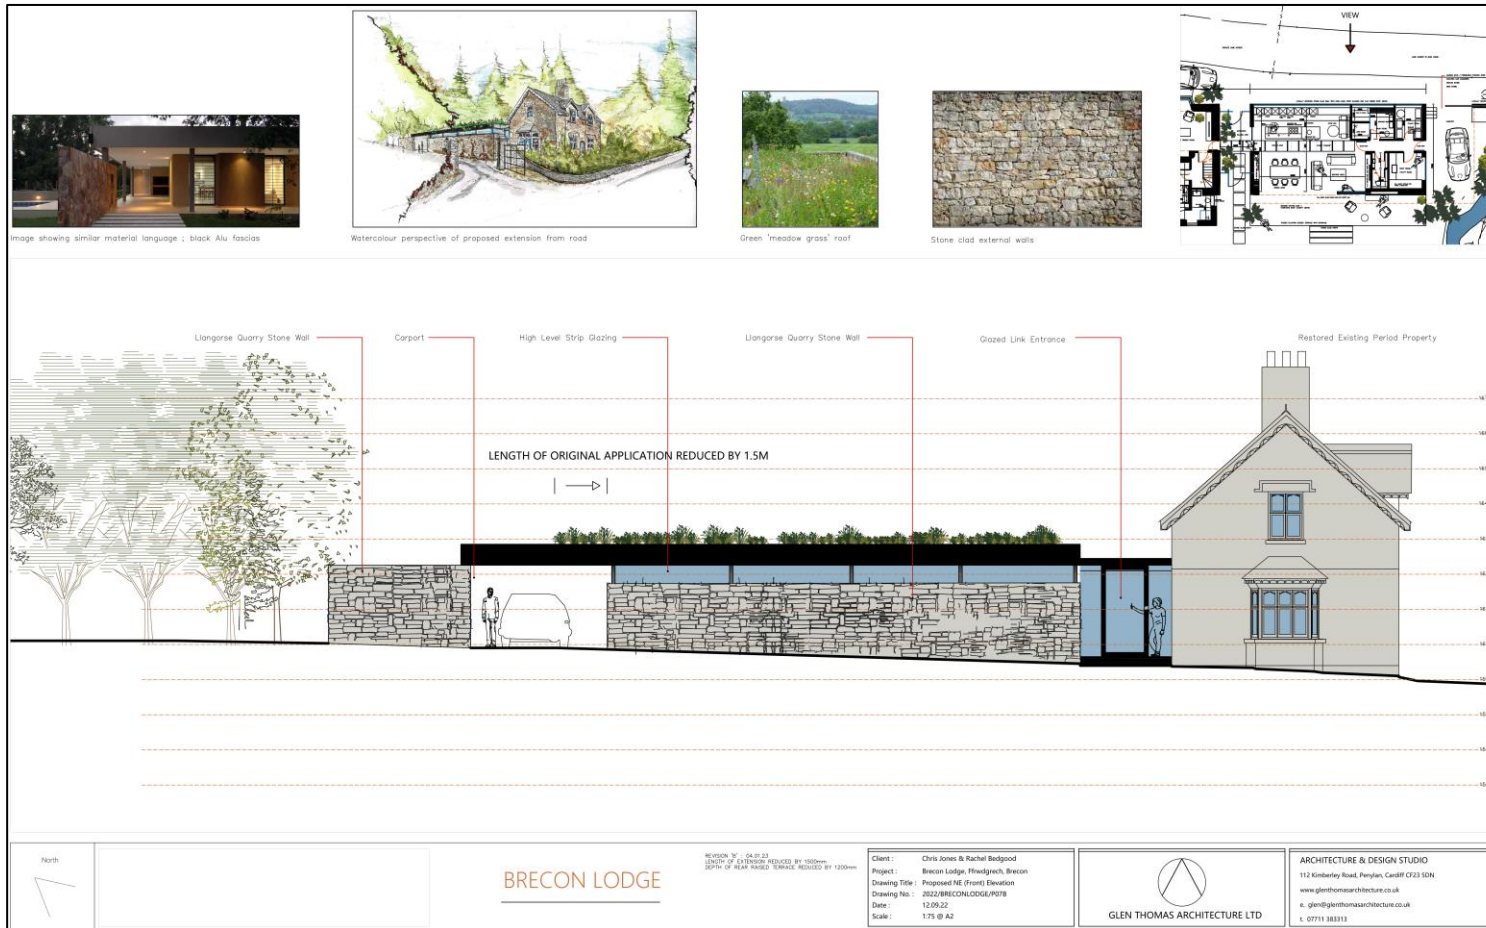 VIEW
Image showing similar material language ; black Alu fascias
Watercolour perspective of proposed extension from road
Green 'meadow grass' roof
Stone clad external walls
Llangorse Quarry Stone Wall
Carport
High Level Strip Glazing
Llangorse Quarry Stone Wall
Glazed Link Entrance
Restored Existing Period Property
LENGTH OF ORIGINAL APPLICATION REDUCED BY 1.5M
North
BRECON LODGE
REVISION 'B' : 04.01.23
LENGTH OF EXTENSION REDUCED BY 1500mm
DEPTH OF REAR RAISED TERRACE REDUCED BY 1200mm
Client : Chris Jones & Rachel Bedgood
Project : Brecon Lodge, Ffrwdgrech, Brecon
Drawing Title : Proposed NE (Front) Elevation
Drawing No. : 2022/BRECONLODGE/P07B
Date : 12.09.22
Scale : 1:75 @ A2
GLEN THOMAS ARCHITECTURE LTD
ARCHITECTURE & DESIGN STUDIO
112 Kimberley Road, Penylan, Cardiff CF23 5DN
www.glenthomasarchitecture.co.uk
e. glen@glenthomasarchitecture.co.uk
t. 07711 383313